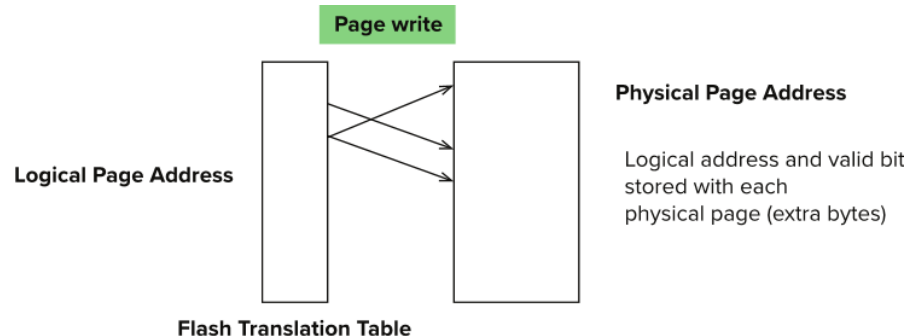 Page write
Physical Page Address
Logical address and valid bit
stored with each
physical page (extra bytes)
Logical Page Address
Flash Translation Table